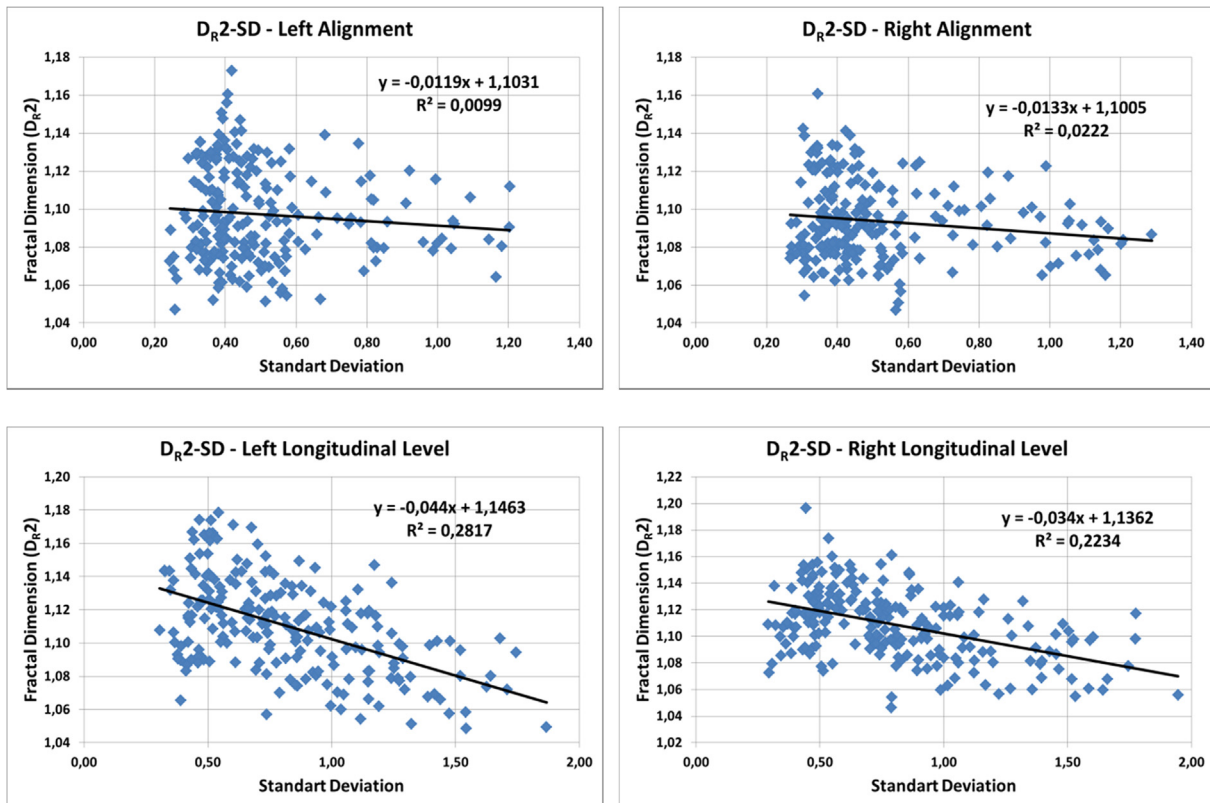 D_R2-SD - Left Alignment
y = -0,0119x + 1,1031
R² = 0,0099
Fractal Dimension (D_R2)
1,18
1,16
1,14
1,12
1,10
1,08
1,06
1,04
0,00 0,20 0,40 0,60 0,80 1,00 1,20 1,40
Standart Deviation
D_R2-SD - Right Alignment
y = -0,0133x + 1,1005
R² = 0,0222
Fractal Dimension (D_R2)
1,18
1,16
1,14
1,12
1,10
1,08
1,06
1,04
0,00 0,20 0,40 0,60 0,80 1,00 1,20 1,40
Standart Deviation
D_R2-SD - Left Longitudinal Level
y = -0,044x + 1,1463
R² = 0,2817
Fractal Dimension (D_R2)
1,20
1,18
1,16
1,14
1,12
1,10
1,08
1,06
1,04
0,00 0,50 1,00 1,50 2,00
Standart Deviation
D_R2-SD - Right Longitudinal Level
y = -0,034x + 1,1362
R² = 0,2234
Fractal Dimension (D_R2)
1,22
1,20
1,18
1,16
1,14
1,12
1,10
1,08
1,06
1,04
1,02
0,00 0,50 1,00 1,50 2,00
Standart Deviation